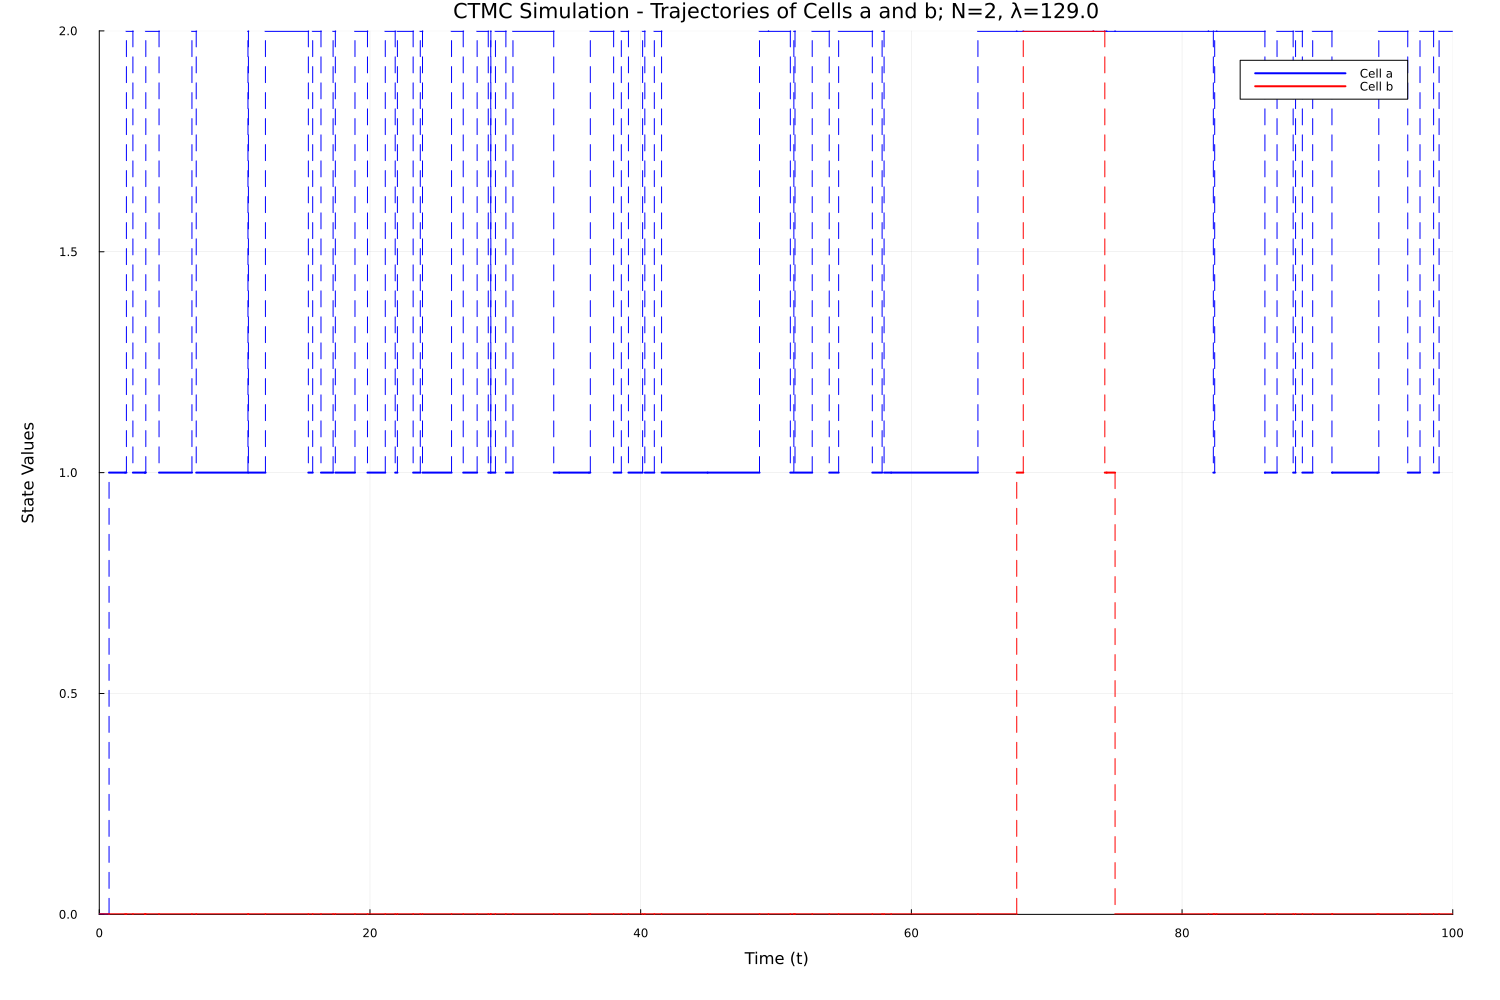 CTMC Simulation - Trajectories of Cells a and b; N=2, λ=129.0
2.0
Cell a
Cell b
1.5
1.0
State Values
0.5
0.0
0 20 40 60 80 100
Time (t)